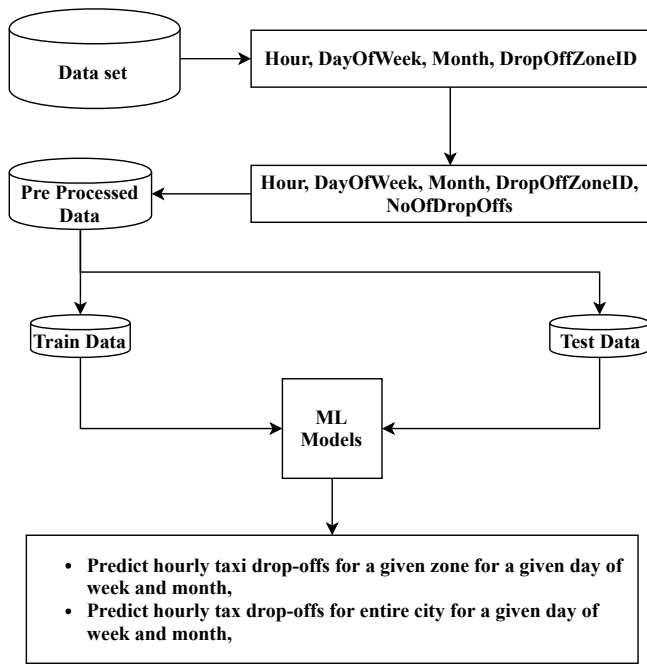 Data set
Hour, DayOfWeek, Month, DropOffZoneID
Pre Processed
Data
Hour, DayOfWeek, Month, DropOffZoneID,
NoOfDropOffs
Train Data
Test Data
ML
Models
• Predict hourly taxi drop-offs for a given zone for a given day of
week and month,
• Predict hourly tax drop-offs for entire city for a given day of
week and month,